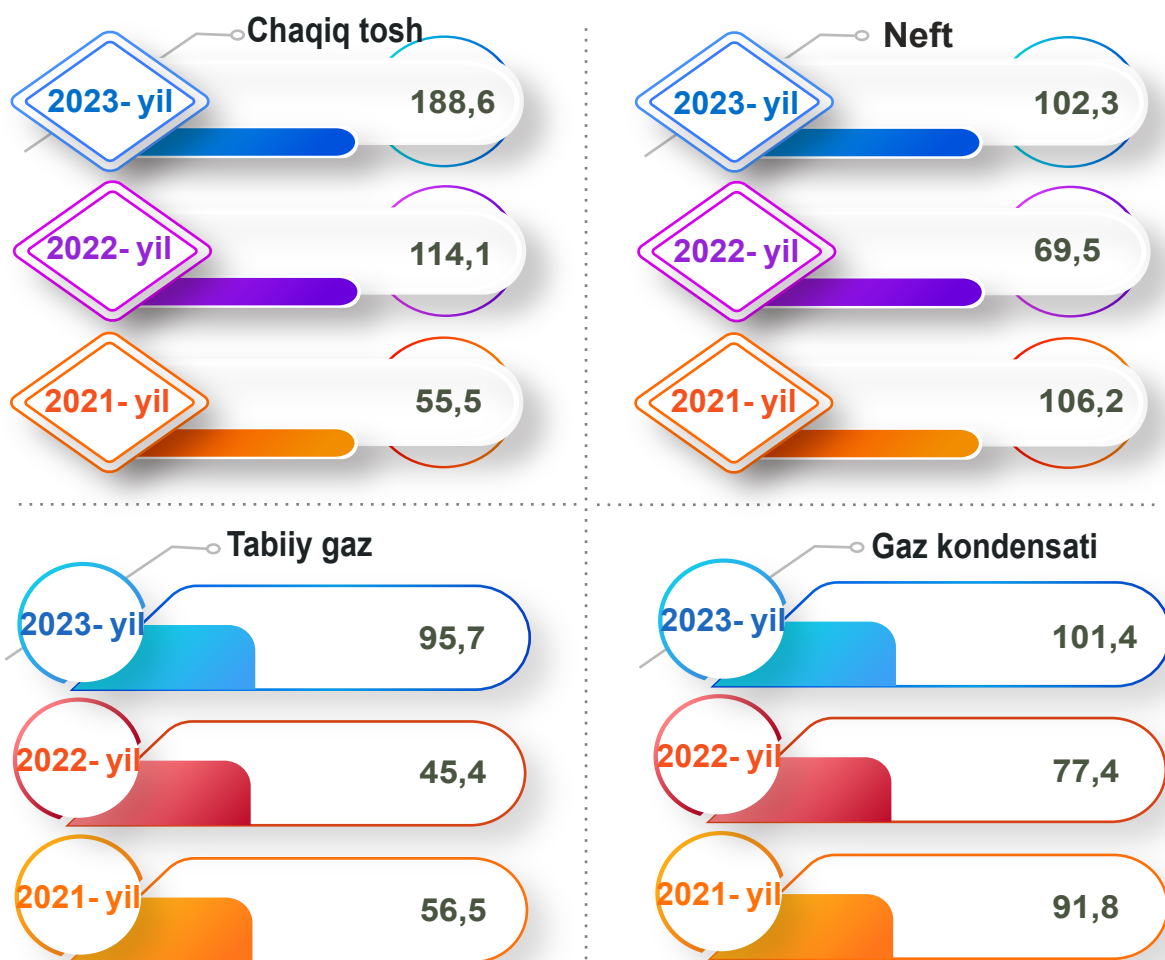 Chaqiq tosh
2023- yil 188,6
2022- yil 114,1
2021- yil 55,5
Neft
2023- yil 102,3
2022- yil 69,5
2021- yil 106,2
Tabiiy gaz
2023- yil 95,7
2022- yil 45,4
2021- yil 56,5
Gaz kondensati
2023- yil 101,4
2022- yil 77,4
2021- yil 91,8